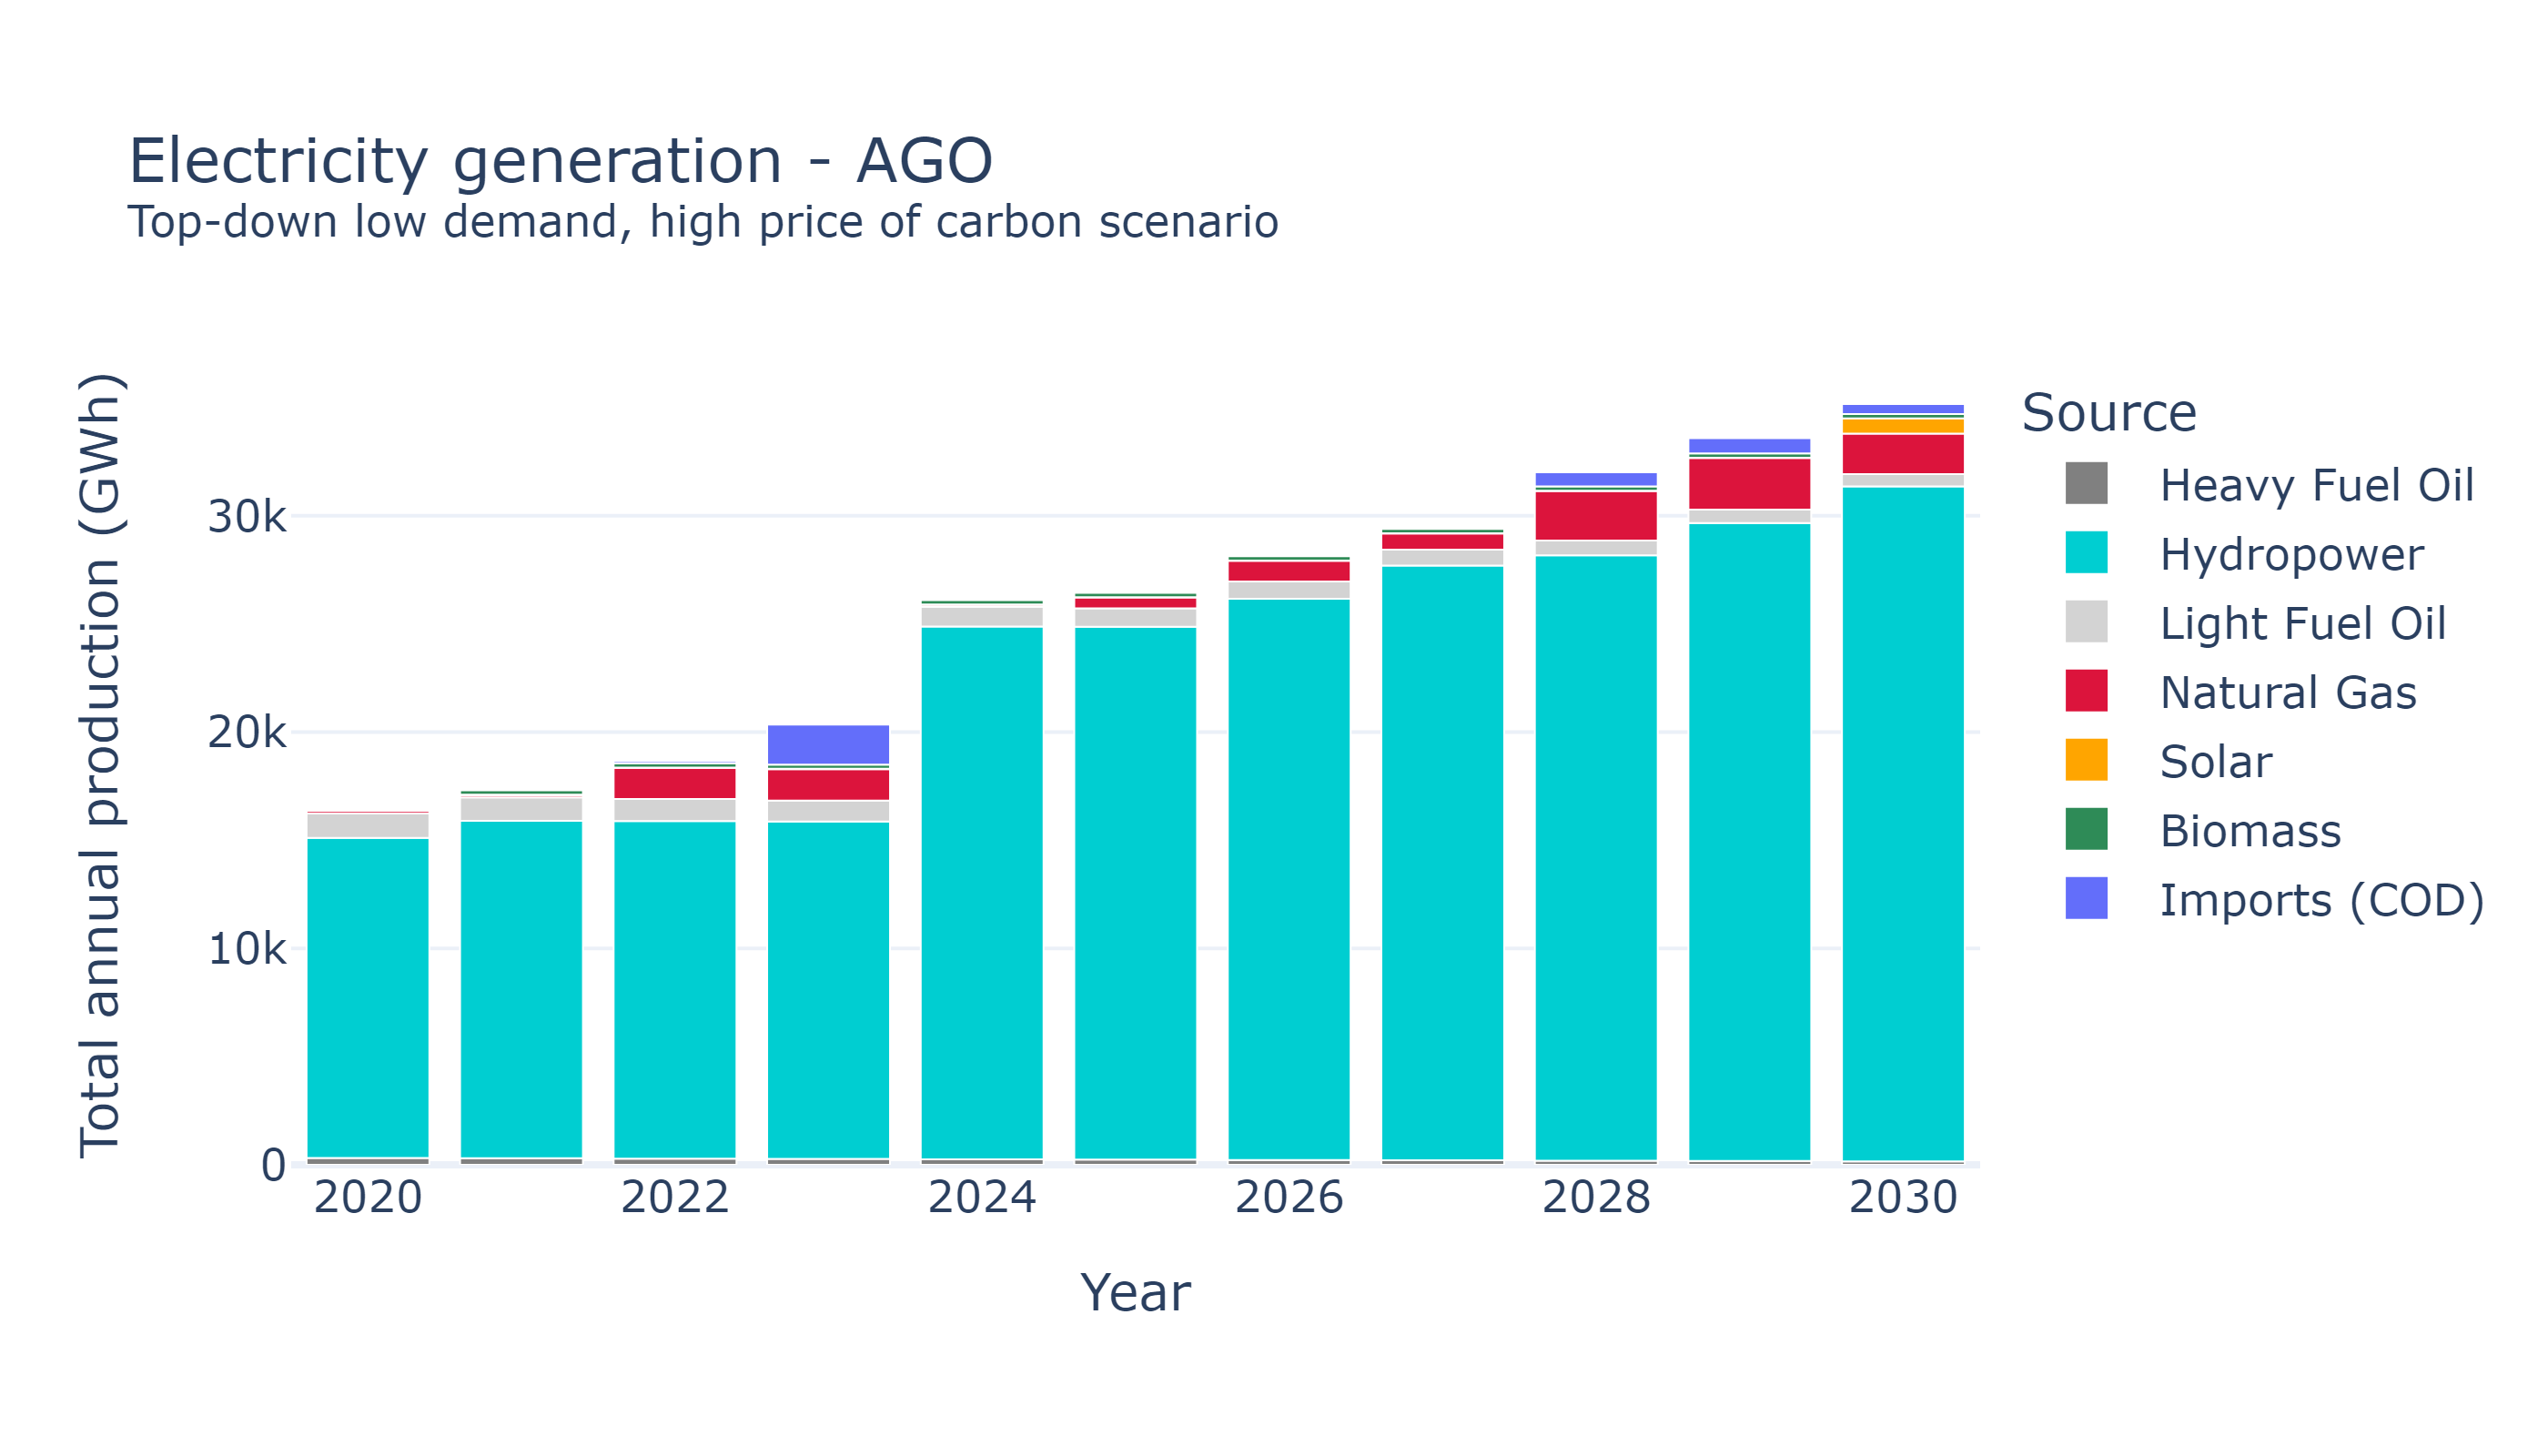 Electricity generation - AGO
Top-down low demand, high price of carbon scenario
Total annual production (GWh)
30k
20k
10k
0
2020
2022
2024
2026
2028
2030
Year
Source
Heavy Fuel Oil
Hydropower
Light Fuel Oil
Natural Gas
Solar
Biomass
Imports (COD)